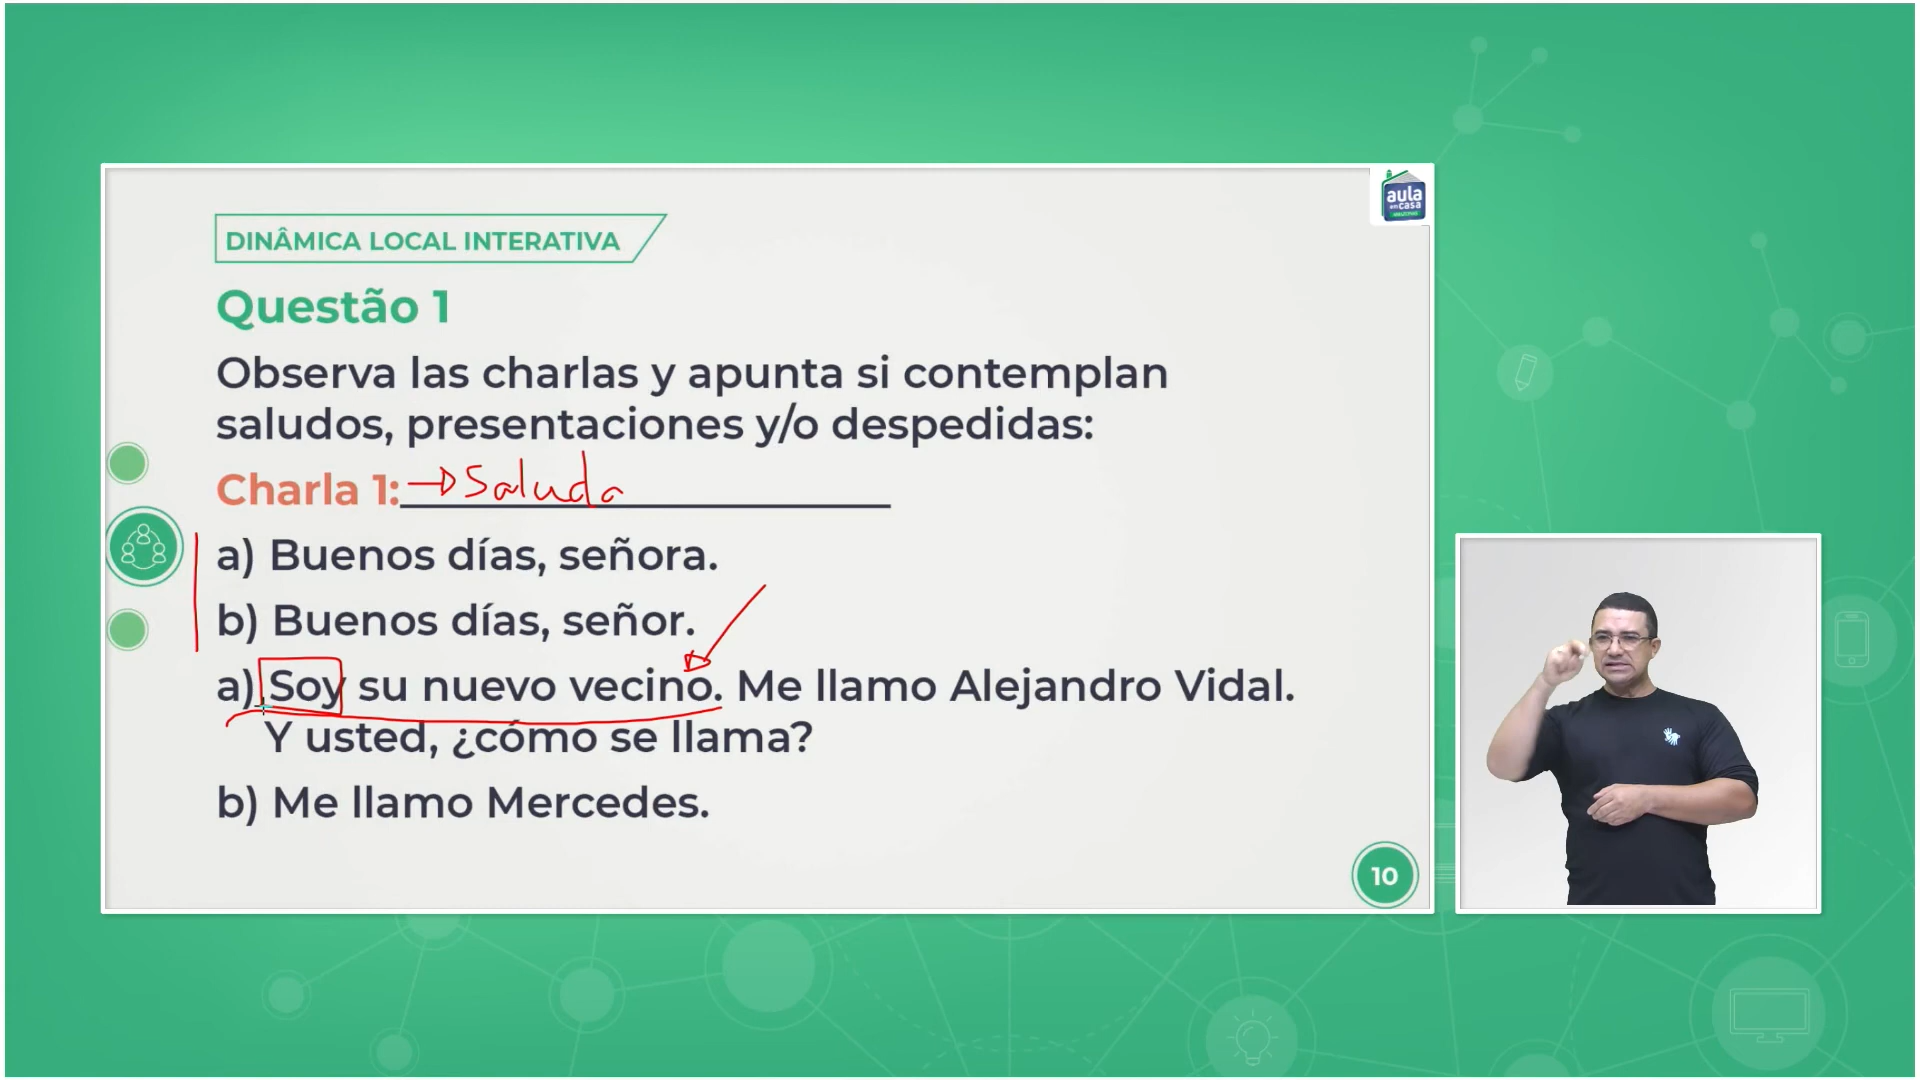 aula
em casa
DINÂMICA LOCAL INTERATIVA
Questão 1
Observa las charlas y apunta si contemplan
saludos, presentaciones y/o despedidas:
Charla 1: → Saludo
a) Buenos días, señora.
b) Buenos días, señor.
a) Soy su nuevo vecino. Me llamo Alejandro Vidal.
Y usted, ¿cómo se llama?
b) Me llamo Mercedes.
10